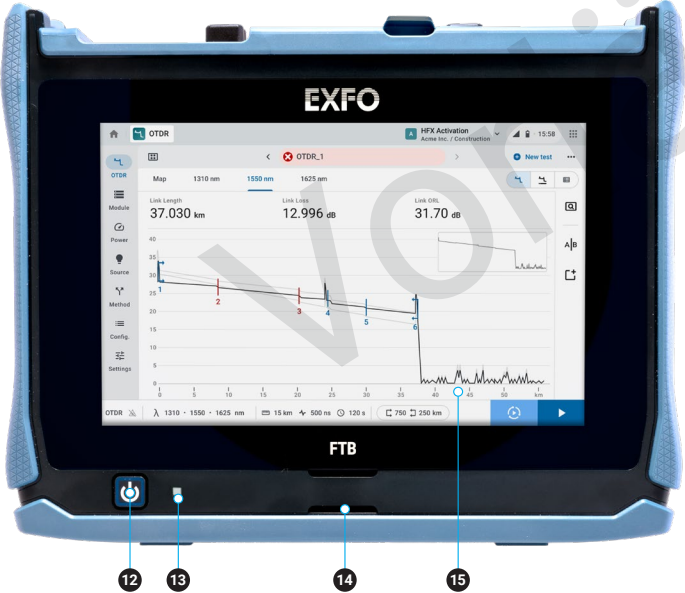 EXFO
OTDR
HFX Activation
Acme Inc. / Construction
15:58
OTDR
OTDR_1
New test
Map 1310 nm 1550 nm 1625 nm
Module
Link Length Link Loss Link ORL
37.030 km 12.996 dB 31.70 dB
Power
A|B
Source
Method
Config.
Settings
40
35
30
25
20
15
10
5
0
1 2 3 4 5 6
0 5 10 15 20 25 30 35 40 45 50 km
OTDR λ 1310 · 1550 · 1625 nm 15 km 500 ns 120 s 750 250 km
FTB
12 13 14 15